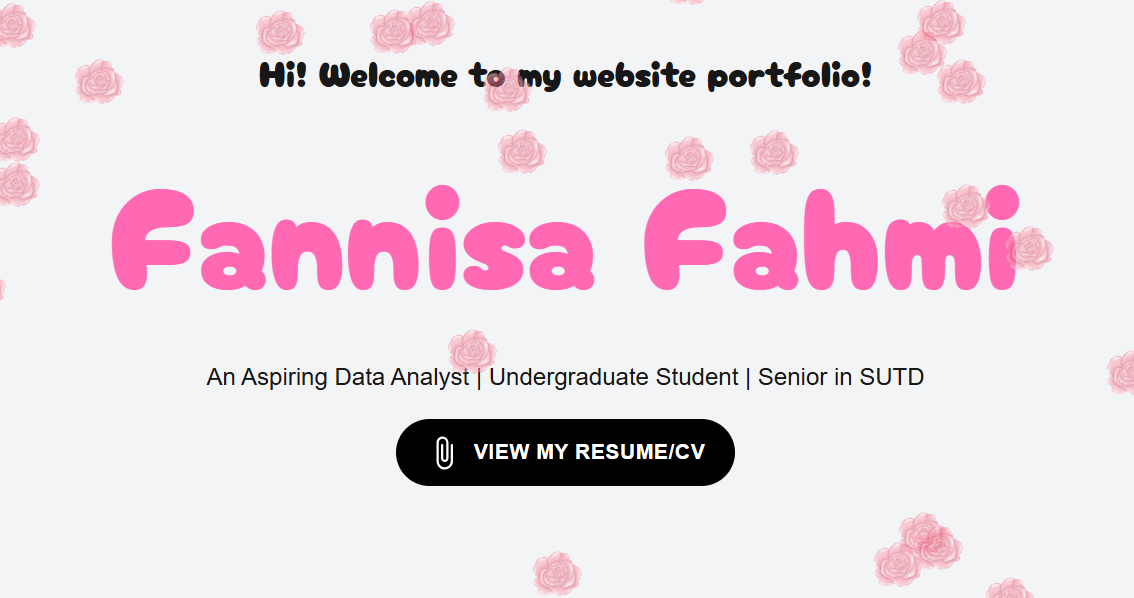 Hi! Welcome to my website portfolio!
Fannisa Fahmi
An Aspiring Data Analyst | Undergraduate Student | Senior in SUTD
VIEW MY RESUME/CV